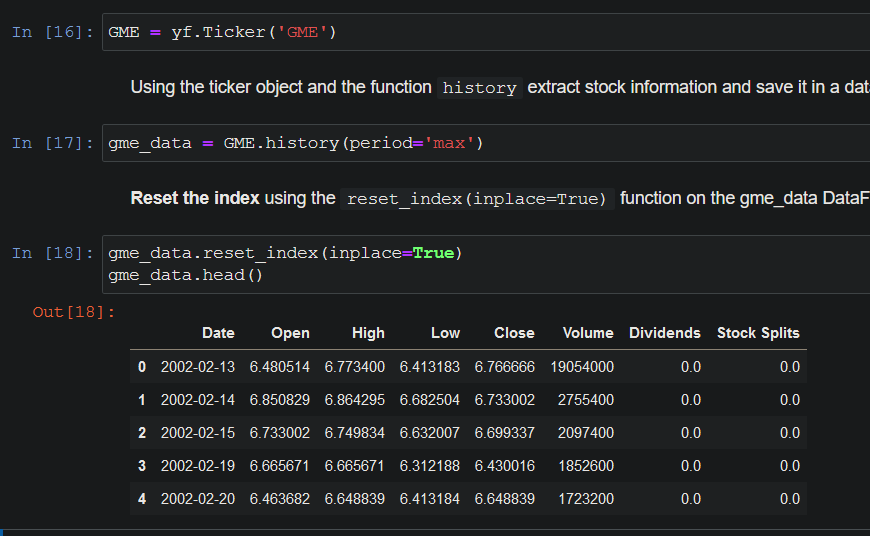 In [16]: GME = yf.Ticker('GME')
Using the ticker object and the function history extract stock information and save it in a dat
In [17]: gme_data = GME.history(period='max')
Reset the index using the reset_index(inplace=True) function on the gme_data DataF
In [18]: gme_data.reset_index(inplace=True)
gme_data.head()
Out[18]:
Date Open High Low Close Volume Dividends Stock Splits
0 2002-02-13 6.480514 6.773400 6.413183 6.766666 19054000 0.0 0.0
1 2002-02-14 6.850829 6.864295 6.682504 6.733002 2755400 0.0 0.0
2 2002-02-15 6.733002 6.749834 6.632007 6.699337 2097400 0.0 0.0
3 2002-02-19 6.665671 6.665671 6.312188 6.430016 1852600 0.0 0.0
4 2002-02-20 6.463682 6.648839 6.413184 6.648839 1723200 0.0 0.0